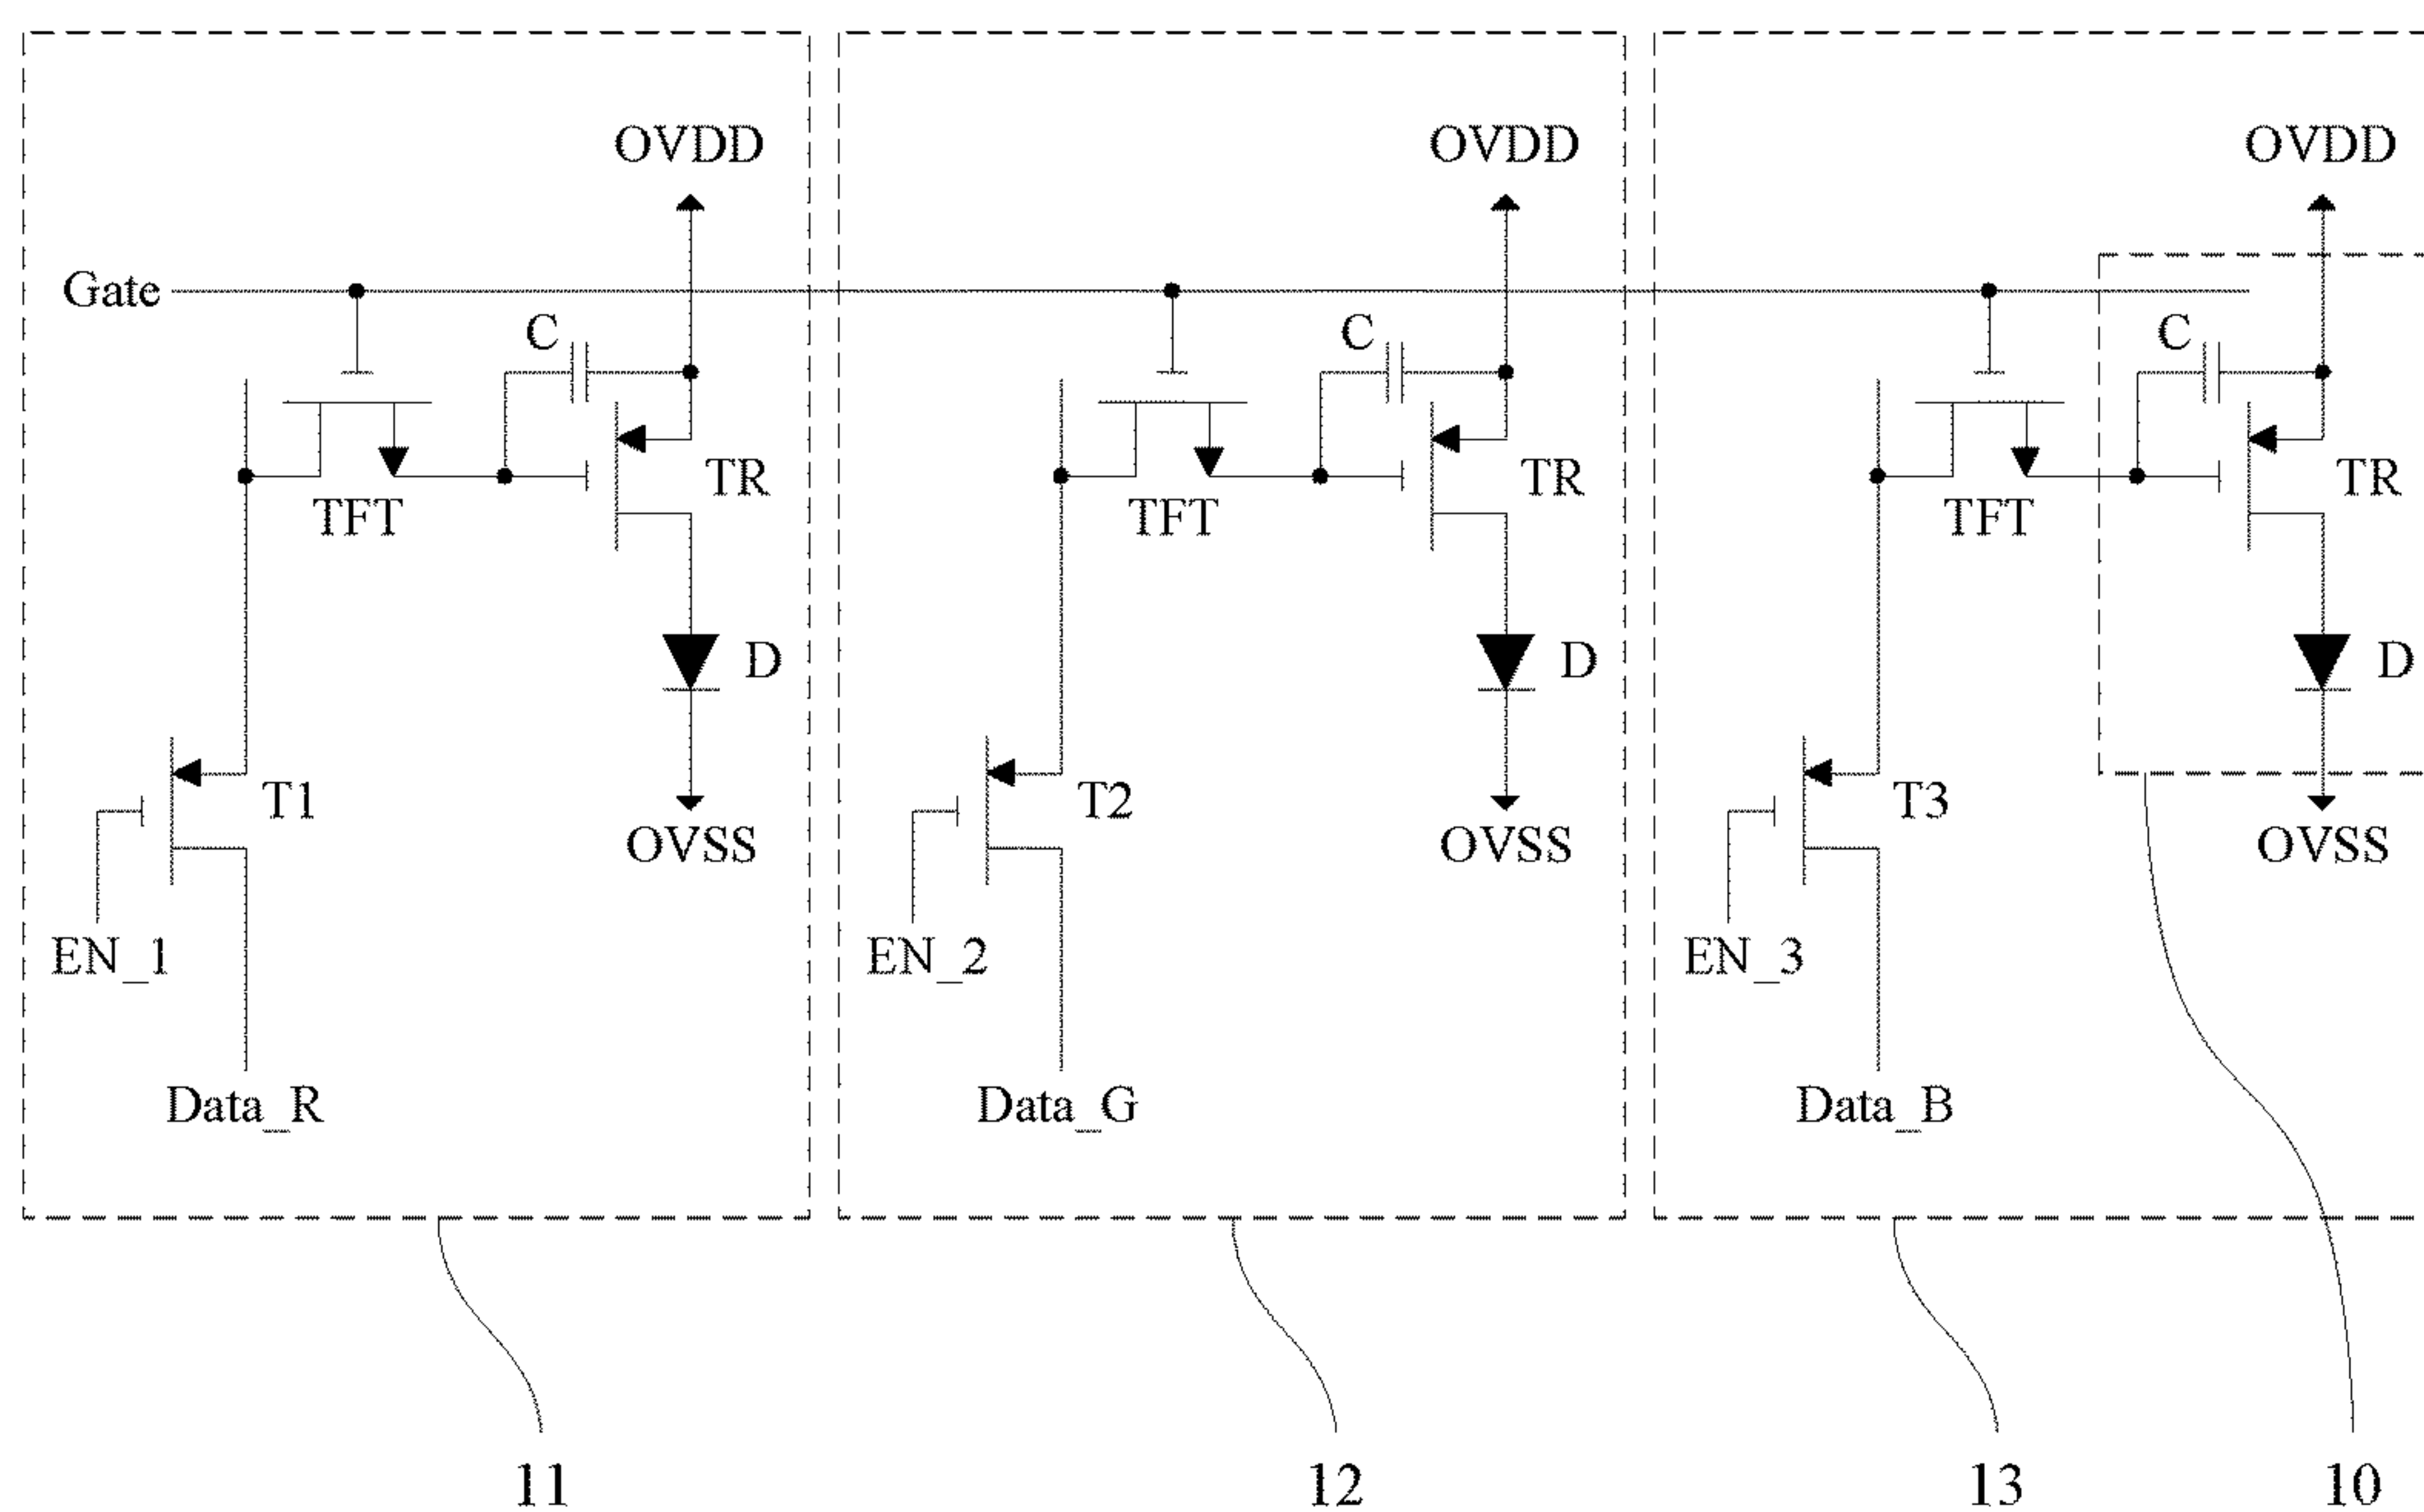 OVDD OVDD OVDD
Gate
C C C
TR TR TR
TFT TFT TFT
D D D
T1 T2 T3
OVSS OVSS OVSS
EN_1 EN_2 EN_3
Data_R Data_G Data_B
11 12 13 10